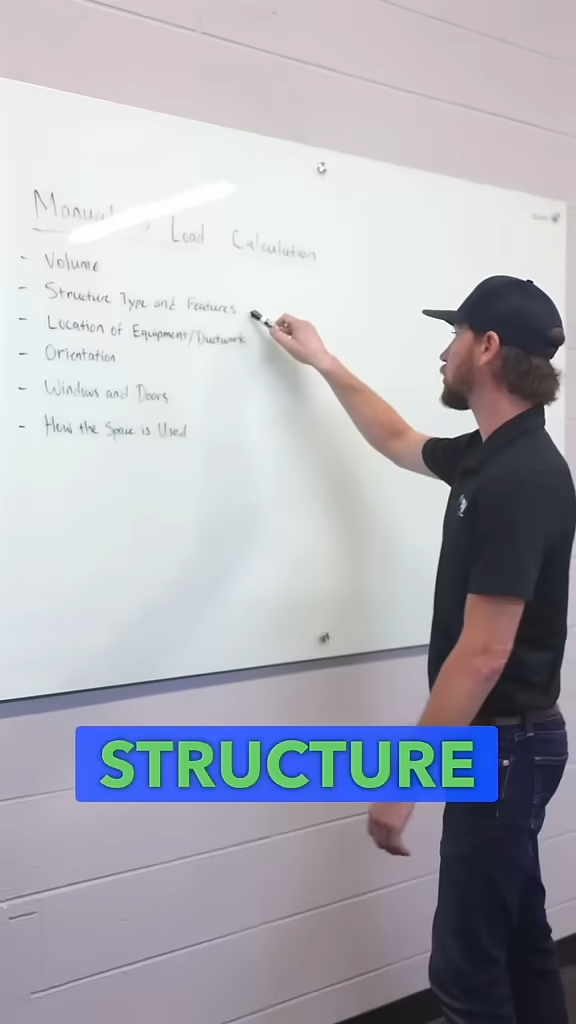 Manual Load Calculation
- Volume
- Structure Type and Features
- Location of Equipment/Ductwork
- Orientation
- Windows and Doors
- How the Space is Used
STRUCTURE